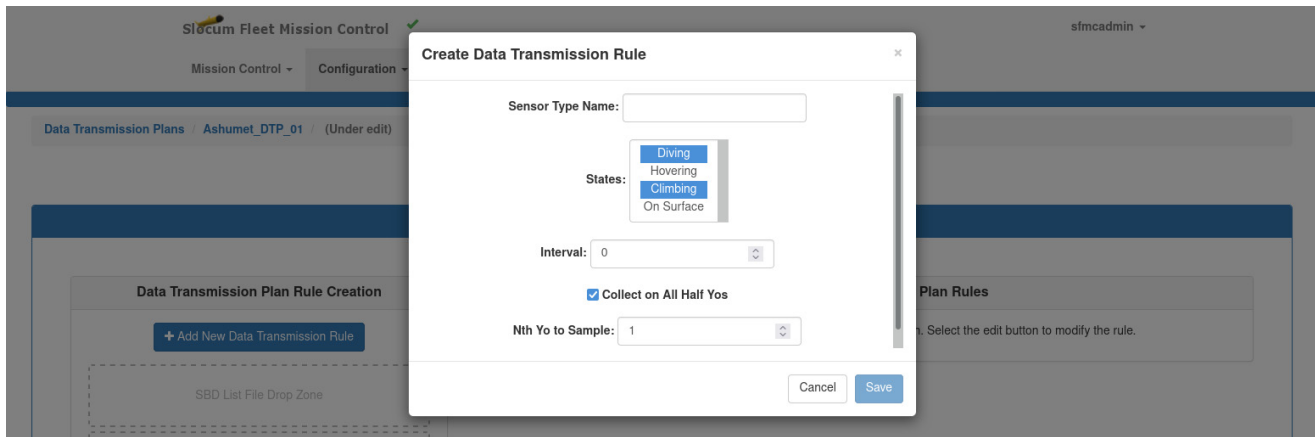 Slocum Fleet Mission Control
sfmcadmin
Mission Control
Configuration
Data Transmission Plans / Ashumet_DTP_01 / (Under edit)
Create Data Transmission Rule
×
Sensor Type Name:
States:
Diving
Hovering
Climbing
On Surface
Interval: 0
Collect on All Half Yos
Nth Yo to Sample: 1
Cancel
Save
Data Transmission Plan Rule Creation
+ Add New Data Transmission Rule
SBD List File Drop Zone
Plan Rules
. Select the edit button to modify the rule.